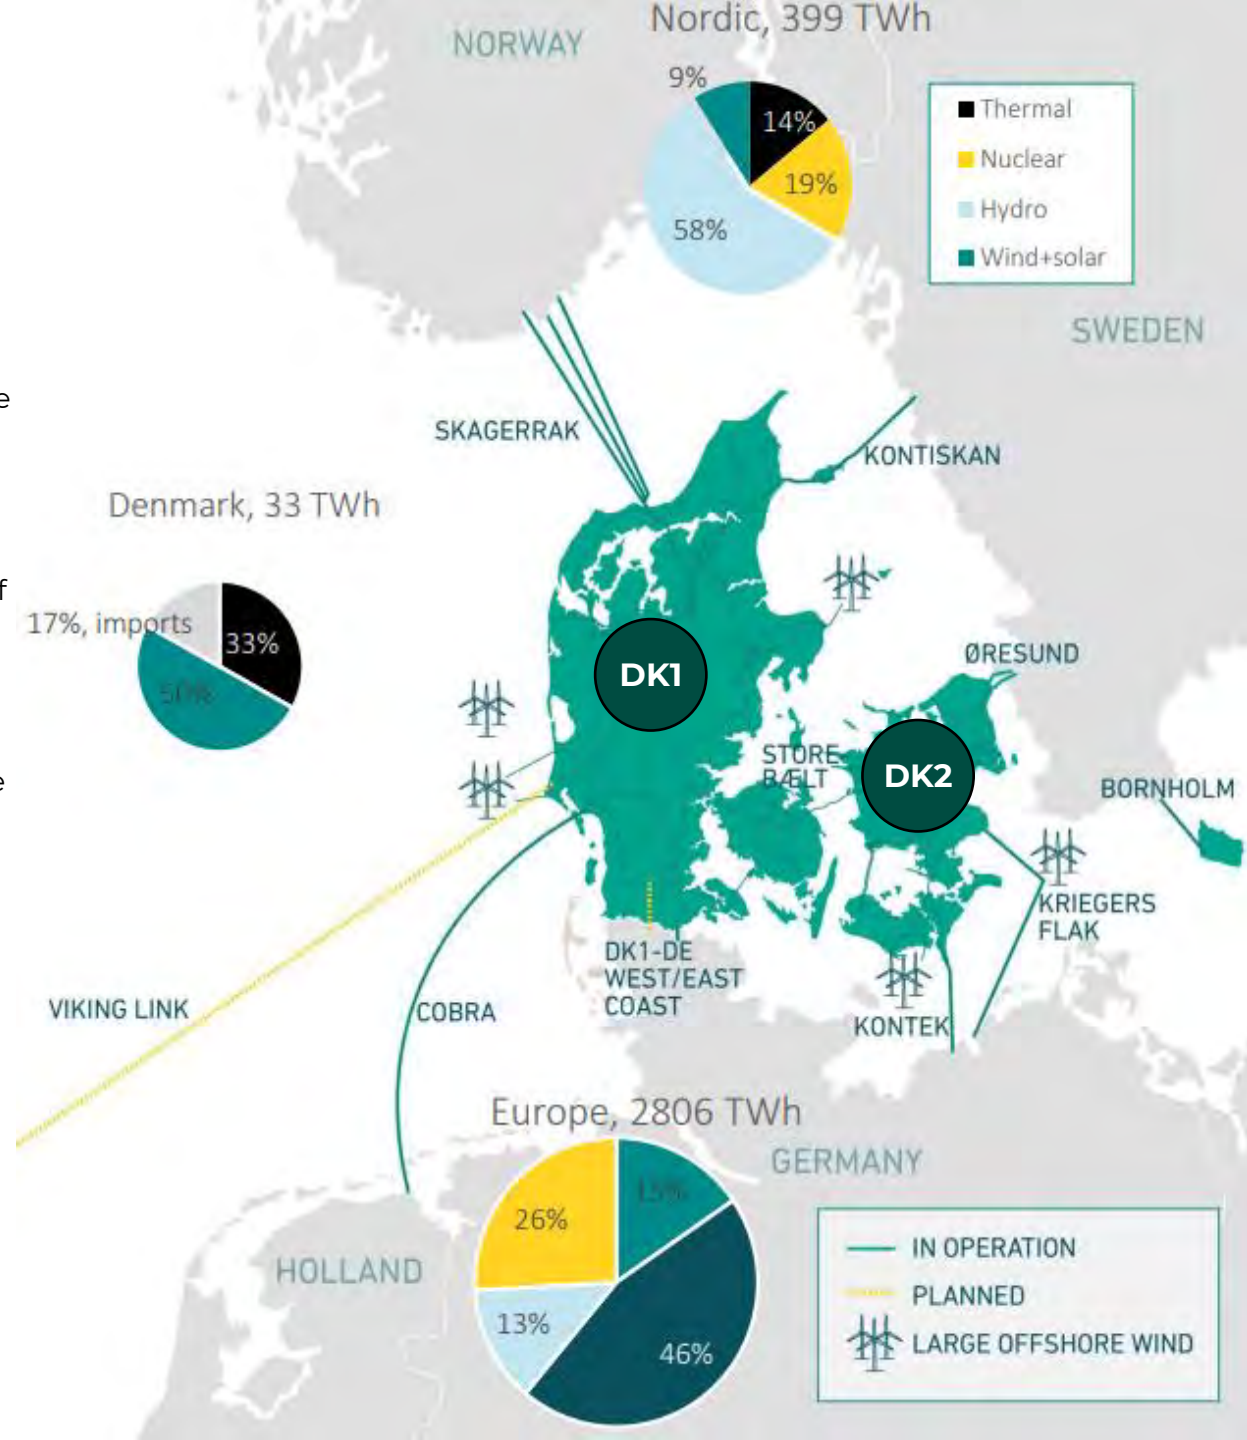 Nordic, 399 TWh
NORWAY
9%
14%
19%
58%
Thermal
Nuclear
Hydro
Wind+solar
SWEDEN
e
SKAGERRAK
KONTISKAN
Denmark, 33 TWh
f
17%, imports
33%
50%
DK1
ØRESUND
STORE
BÆLT
DK2
e
BORNHOLM
KRIEGERS
FLAK
DK1-DE
WEST/EAST
COAST
VIKING LINK
COBRA
KONTEK
Europe, 2806 TWh
GERMANY
15%
26%
13%
46%
HOLLAND
IN OPERATION
PLANNED
LARGE OFFSHORE WIND